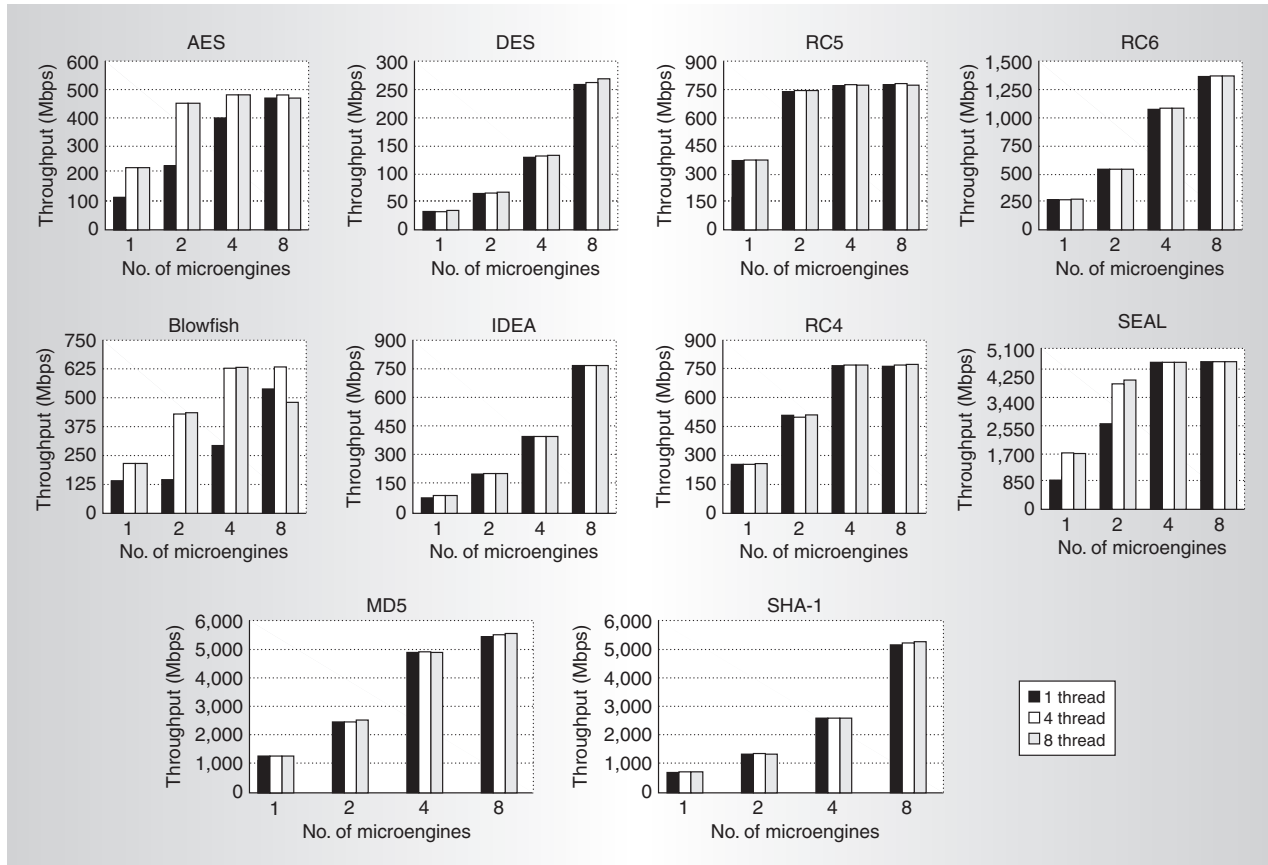 AES
Throughput (Mbps)
600
500
400
300
200
100
0
1 2 4 8
No. of microengines
DES
Throughput (Mbps)
300
250
200
150
100
50
0
1 2 4 8
No. of microengines
RC5
Throughput (Mbps)
900
750
600
450
300
150
0
1 2 4 8
No. of microengines
RC6
Throughput (Mbps)
1,500
1,250
1,000
750
500
250
0
1 2 4 8
No. of microengines
Blowfish
Throughput (Mbps)
750
625
500
375
250
125
0
1 2 4 8
No. of microengines
IDEA
Throughput (Mbps)
900
750
600
450
300
150
0
1 2 4 8
No. of microengines
RC4
Throughput (Mbps)
900
750
600
450
300
150
0
1 2 4 8
No. of microengines
SEAL
Throughput (Mbps)
5,100
4,250
3,400
2,550
1,700
850
0
1 2 4 8
No. of microengines
MD5
Throughput (Mbps)
6,000
5,000
4,000
3,000
2,000
1,000
0
1 2 4 8
No. of microengines
SHA-1
Throughput (Mbps)
6,000
5,000
4,000
3,000
2,000
1,000
0
1 2 4 8
No. of microengines
1 thread
4 thread
8 thread